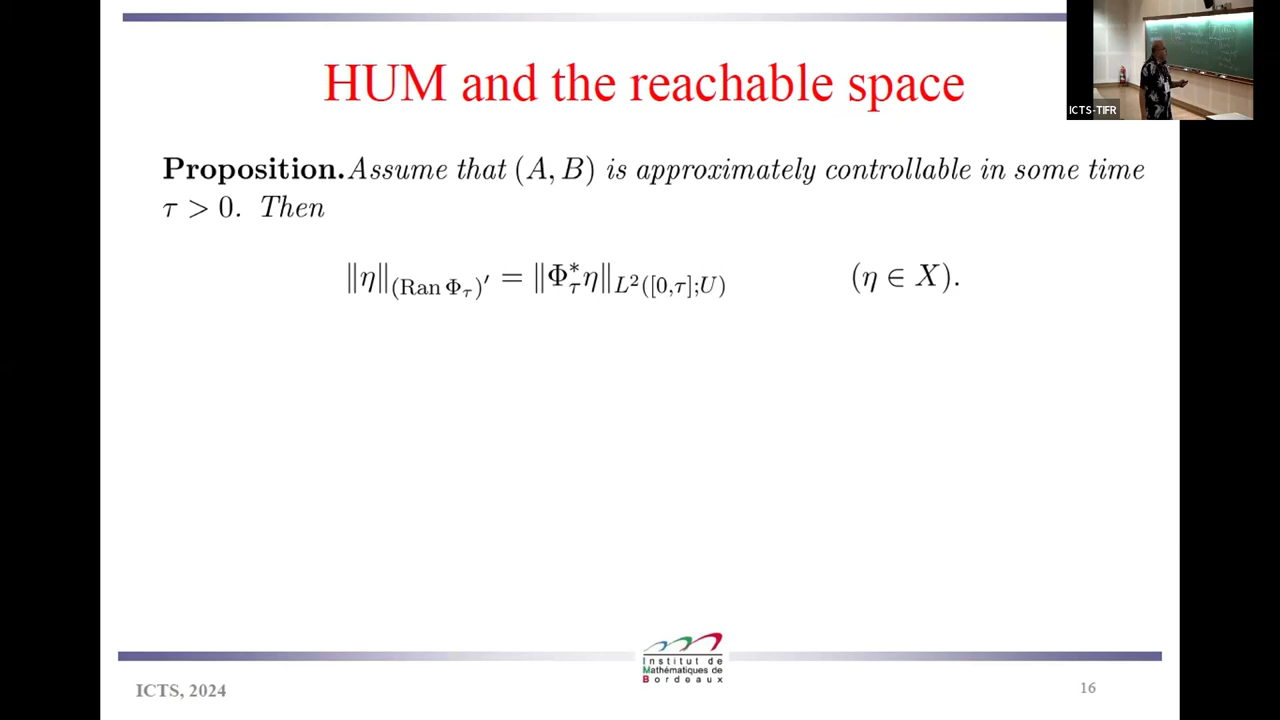 HUM and the reachable space
ICTS-TIFR
Proposition. Assume that (A, B) is approximately controllable in some time
τ > 0. Then
‖η‖(Ran Φτ)′ = ‖Φτ*η‖L²([0,τ];U) (η ∈ X).
Institut de
Mathématiques de
Bordeaux
ICTS, 2024
16